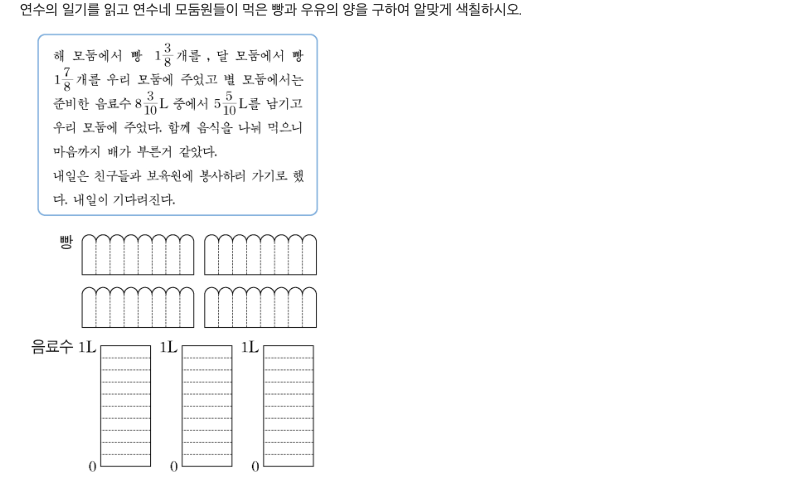 연수의 일기를 읽고 연수네 모둠원들이 먹은 빵과 우유의 양을 구하여 알맞게 색칠하시오.
해 모둠에서 빵 1 3/8 개를 , 달 모둠에서 빵
1 7/8 개를 우리 모둠에 주었고 별 모둠에서는
준비한 음료수 8 3/10 L 중에서 5 5/10 L를 남기고
우리 모둠에 주었다. 함께 음식을 나눠 먹으니
마음까지 배가 부른거 같았다.
내일은 친구들과 보육원에 봉사하러 가기로 했
다. 내일이 기다려진다.
빵
음료수 1L 1L 1L
0 0 0